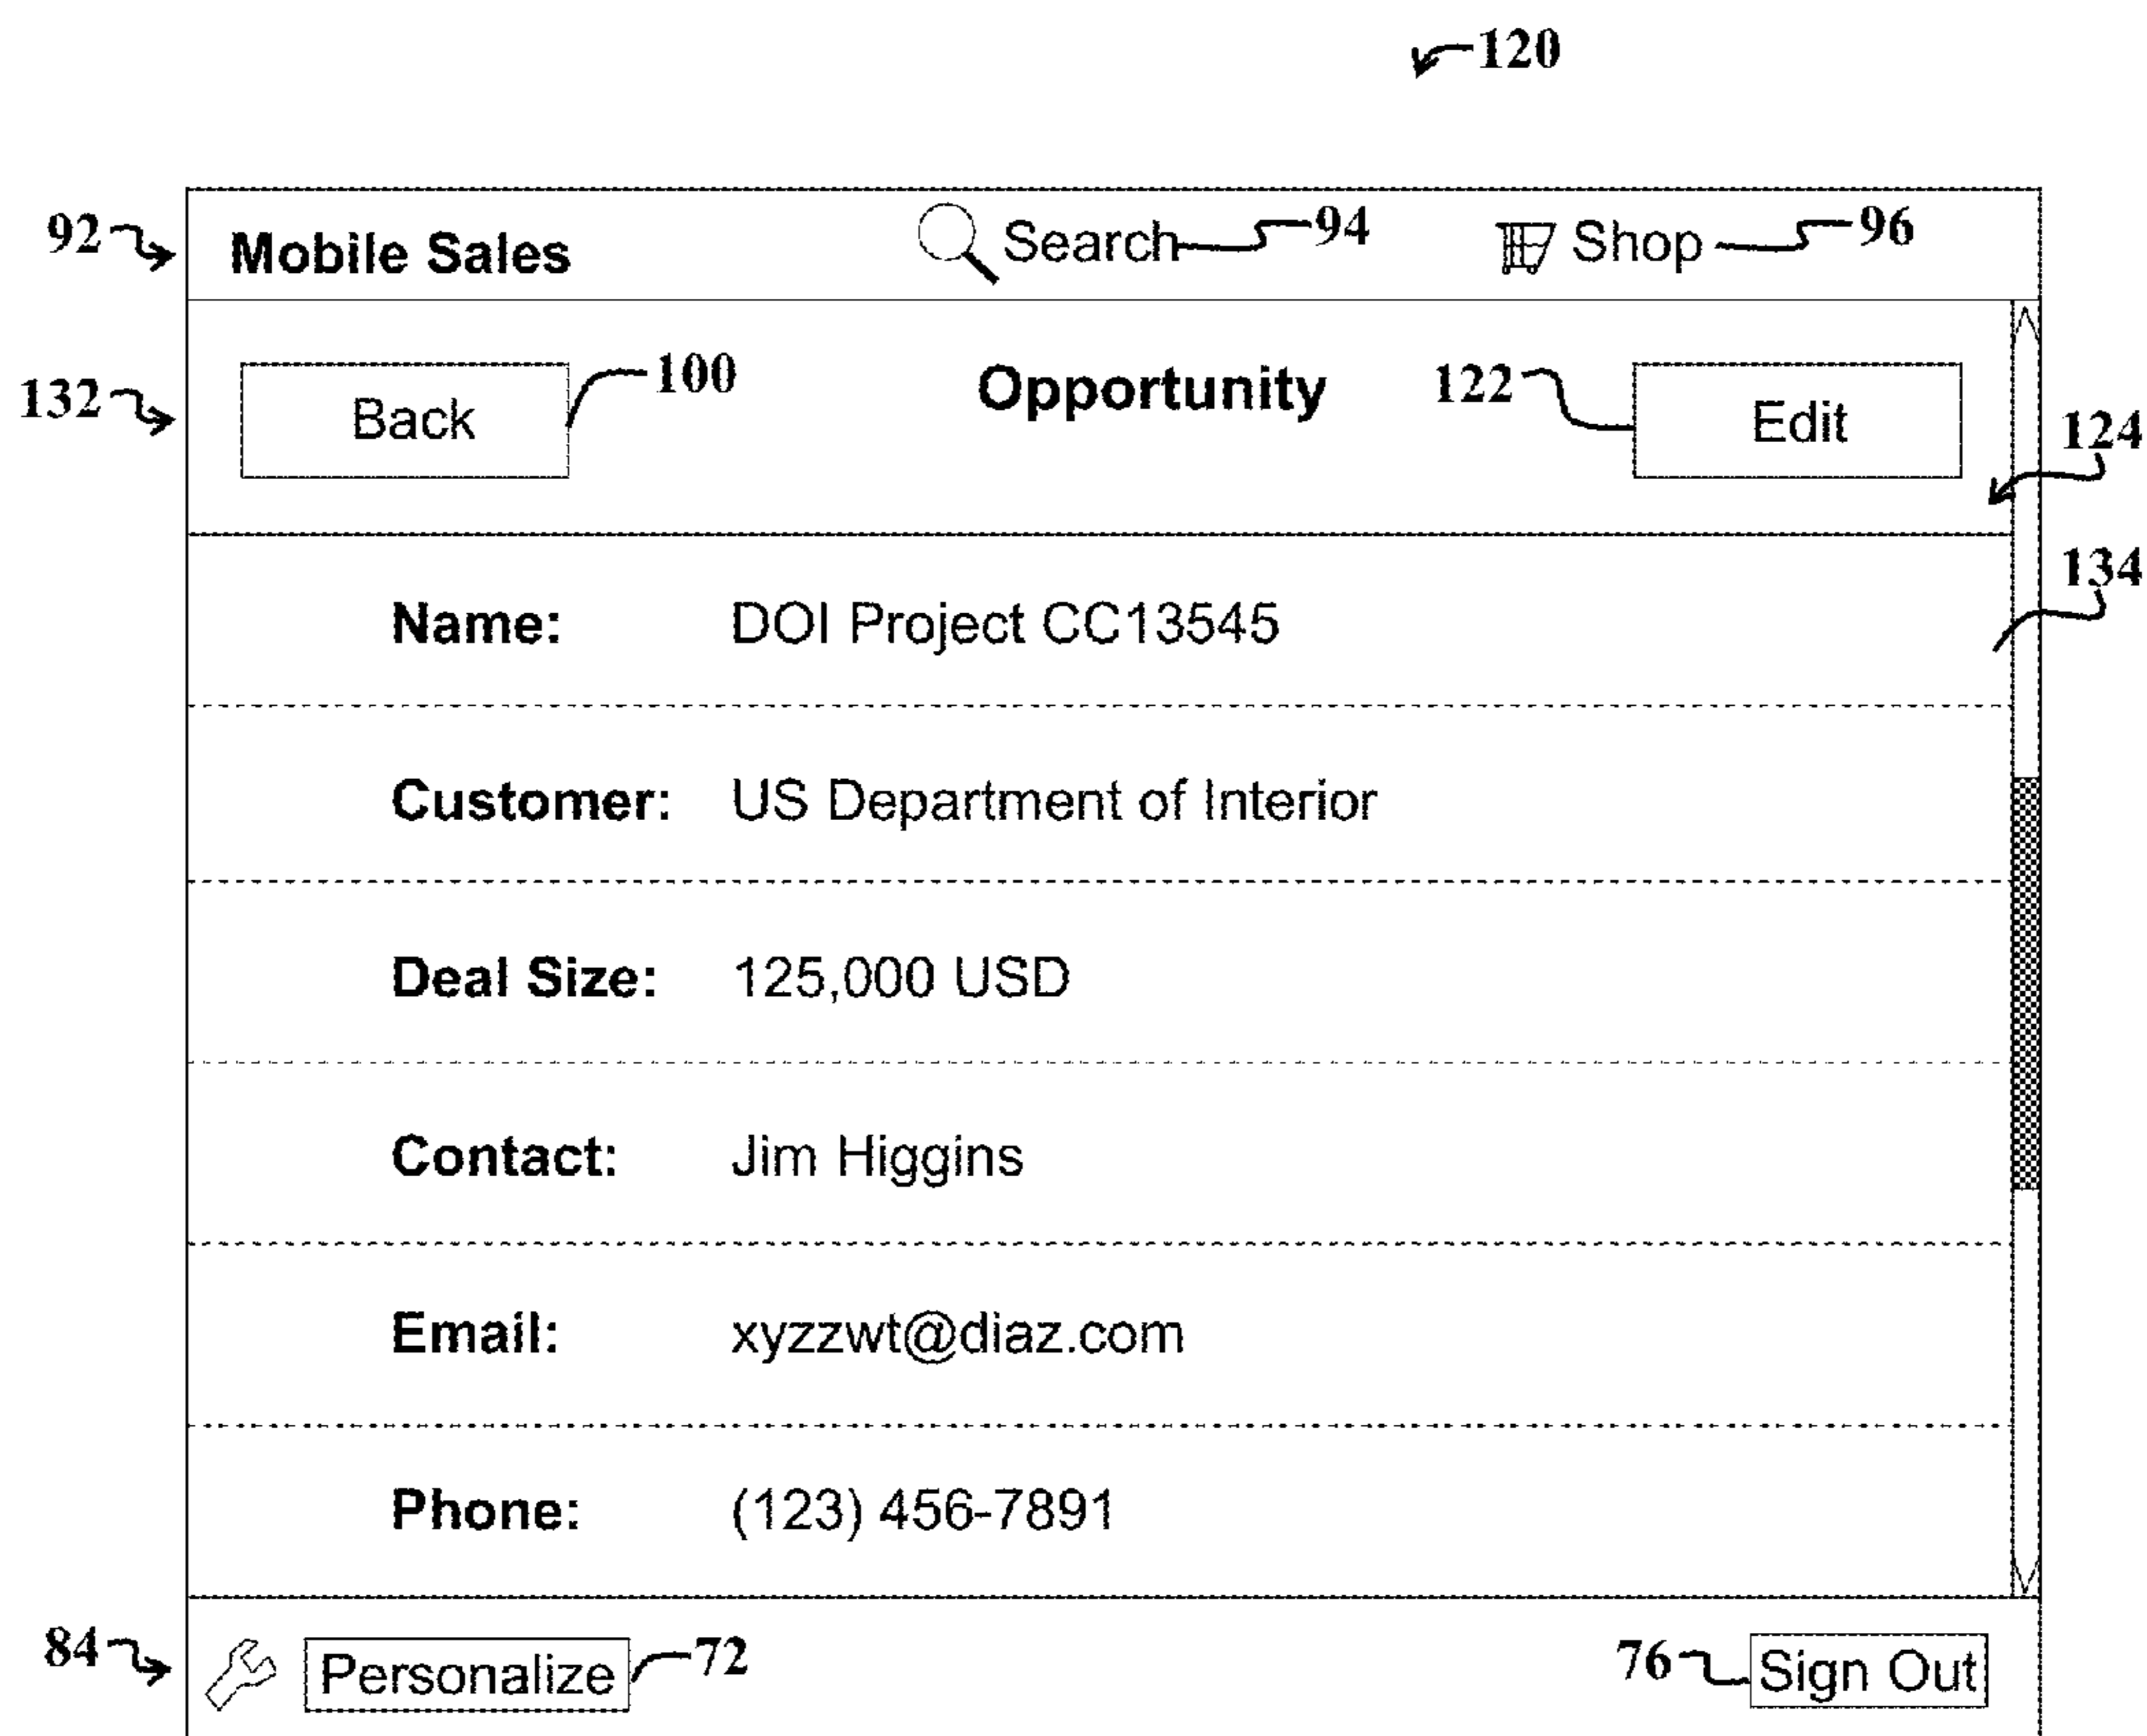 120
92 Mobile Sales Search 94 Shop 96
132 Back 100 Opportunity 122 Edit
124
134
Name: DOI Project CC13545
Customer: US Department of Interior
Deal Size: 125,000 USD
Contact: Jim Higgins
Email: xyzzwt@diaz.com
Phone: (123) 456-7891
84 Personalize 72 76 Sign Out